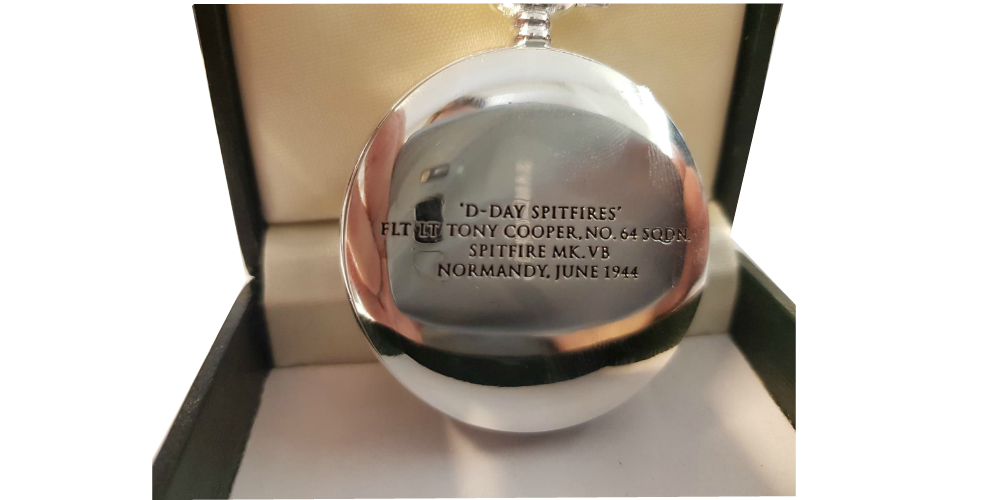 ‘D-DAY SPITFIRES’
FLT LT TONY COOPER, NO. 64 SQDN.
SPITFIRE MK. VB
NORMANDY, JUNE 1944